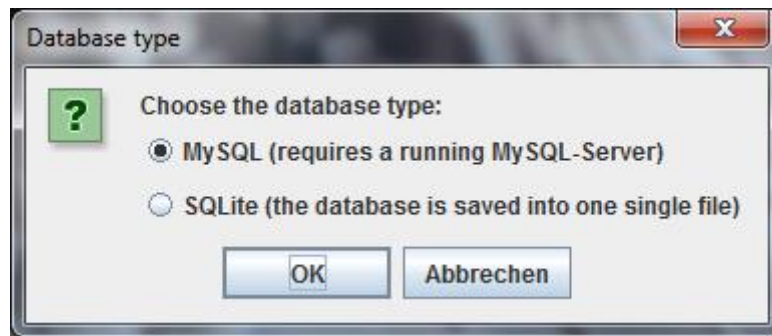 Database type
Choose the database type:
MySQL (requires a running MySQL-Server)
SQLite (the database is saved into one single file)
OK Abbrechen